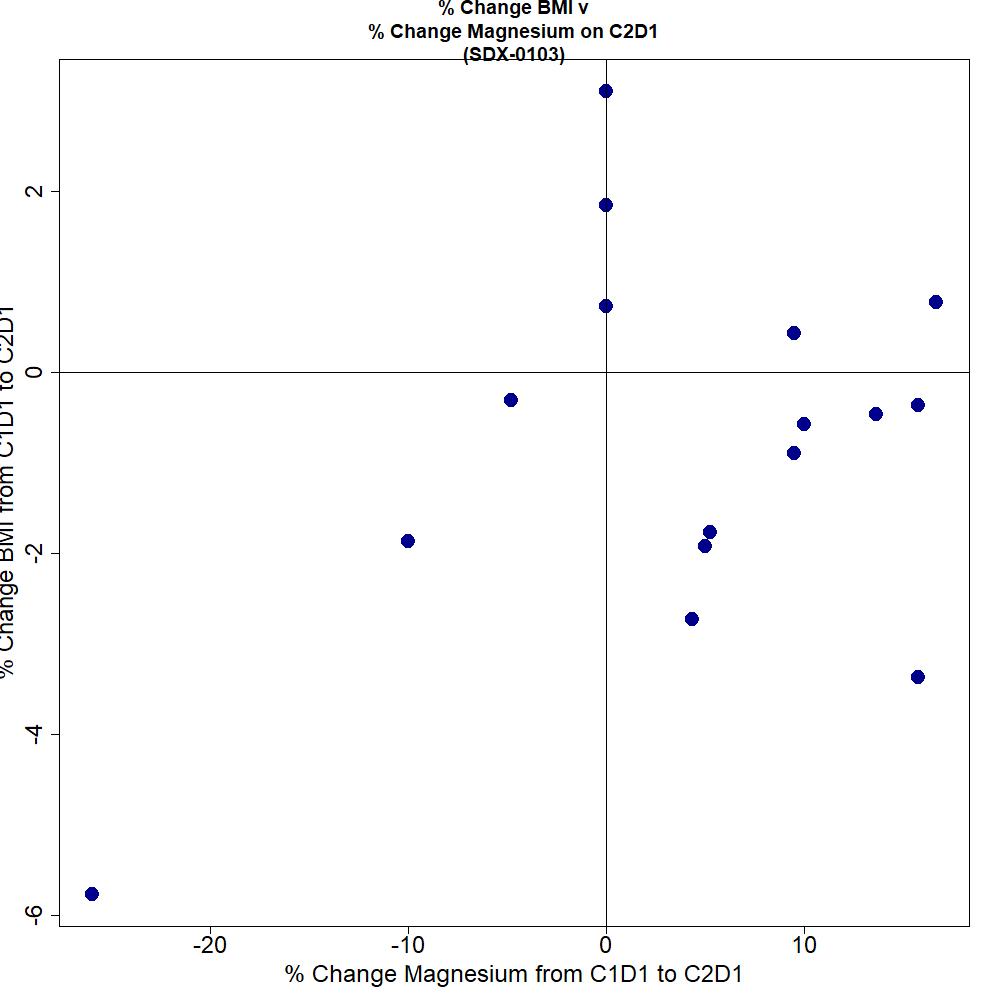 % Change BMI v
% Change Magnesium on C2D1
(SDX-0103)
% Change BMI from C1D1 to C2D1
2
0
-2
-4
-6
-20
-10
0
10
% Change Magnesium from C1D1 to C2D1